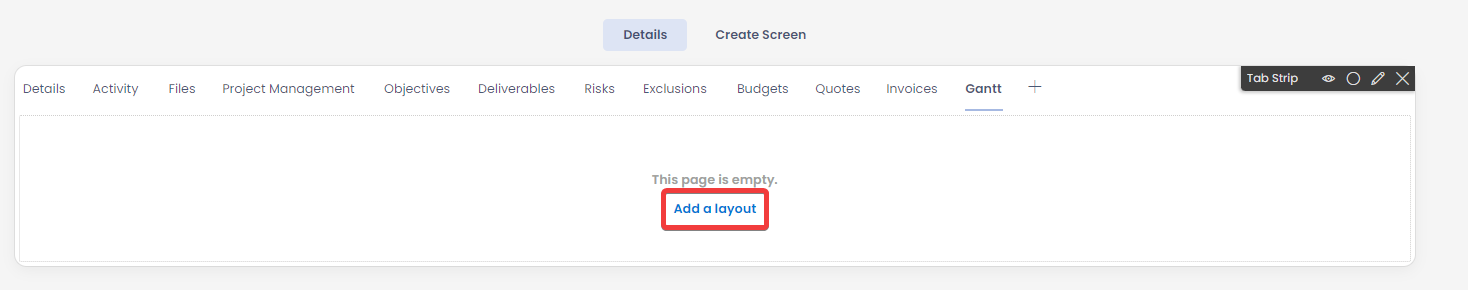 Details Create Screen
Details Activity Files Project Management Objectives Deliverables Risks Exclusions Budgets Quotes Invoices Gantt
Tab Strip
This page is empty.
Add a layout